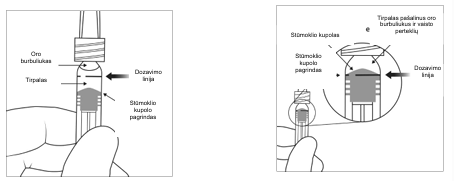 Oro
burbuliukas
Tirpalas
Dozavimo
linija
Stūmoklio
kupolo
pagrindas
e
Stūmoklio kupolas
Tirpalas pašalinus oro
burbuliukus ir vaisto
perteklių
Stūmoklio
kupolo
pagrindas
Dozavimo
linija